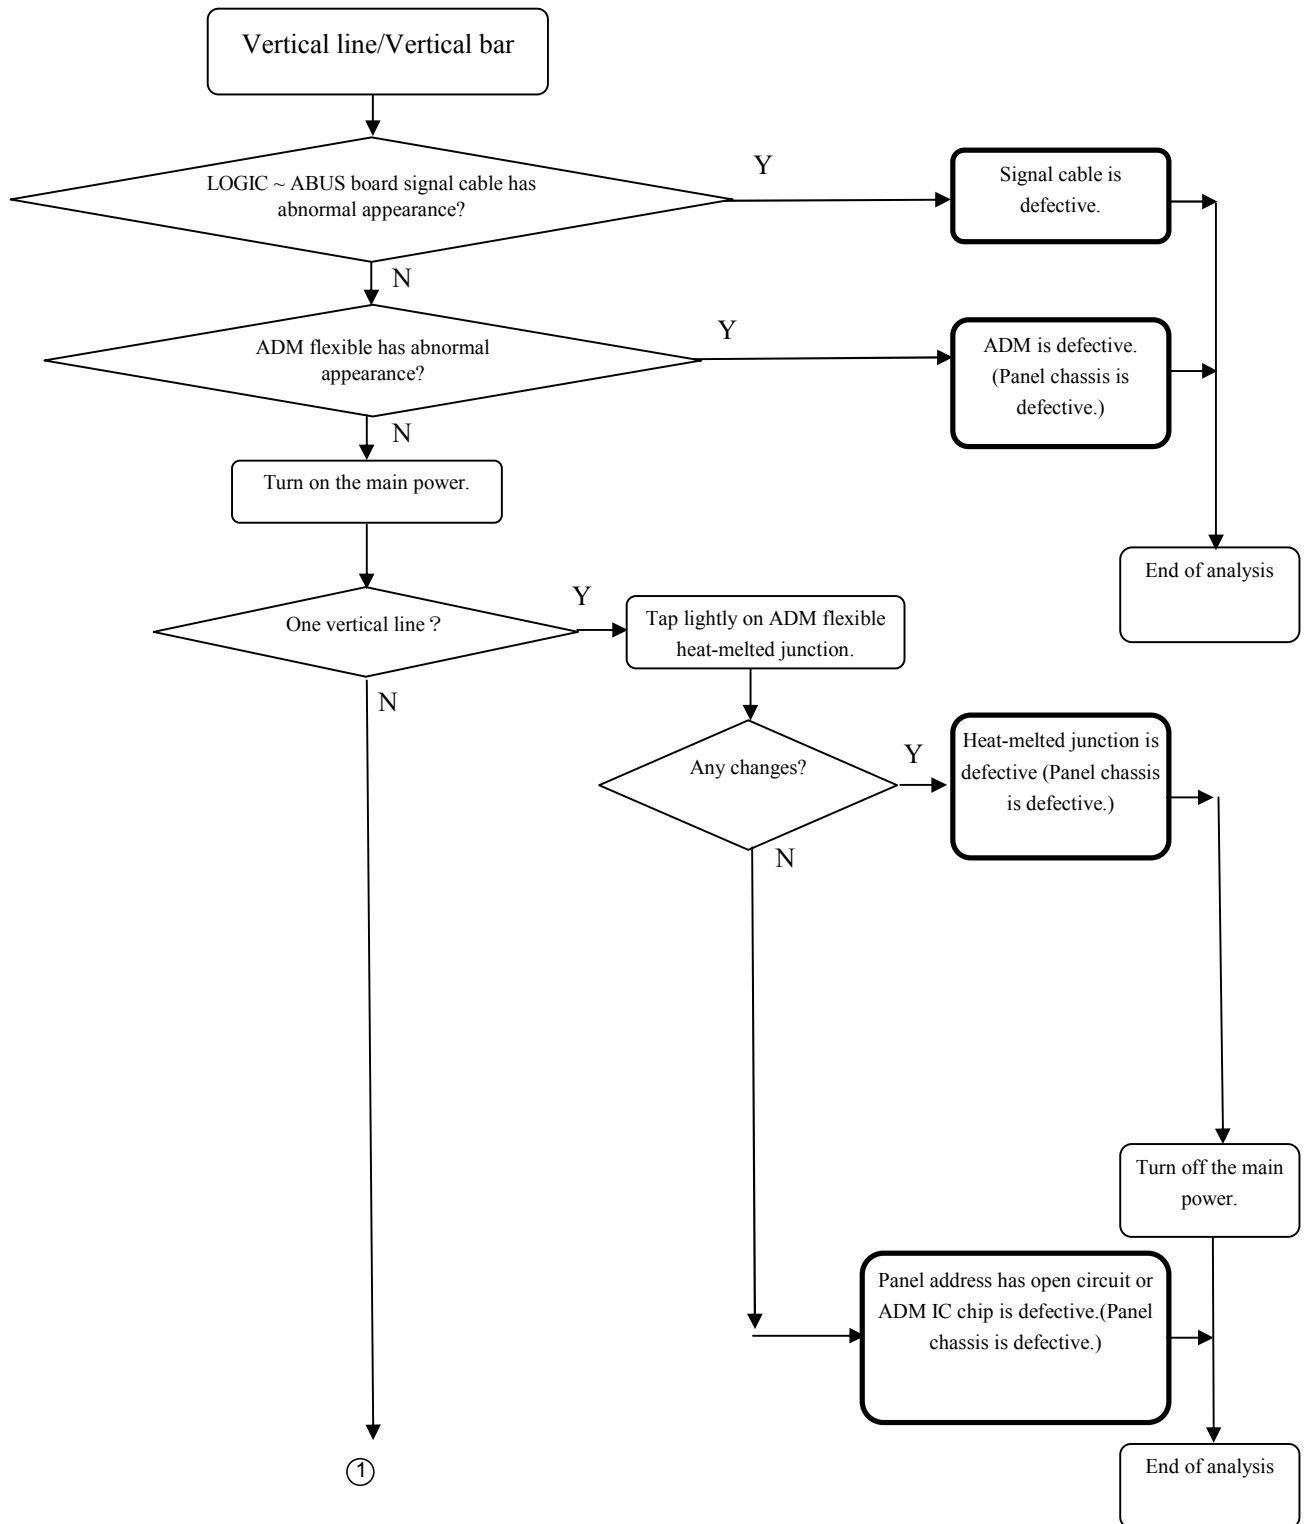 Vertical line/Vertical bar
LOGIC ~ ABUS board signal cable has
abnormal appearance?
Y
Signal cable is
defective.
N
ADM flexible has abnormal
appearance?
Y
ADM is defective.
(Panel chassis is
defective.)
N
Turn on the main power.
End of analysis
One vertical line ?
Y
Tap lightly on ADM flexible
heat-melted junction.
N
Any changes?
Y
Heat-melted junction is
defective (Panel chassis
is defective.)
N
Turn off the main
power.
Panel address has open circuit or
ADM IC chip is defective.(Panel
chassis is defective.)
①
End of analysis